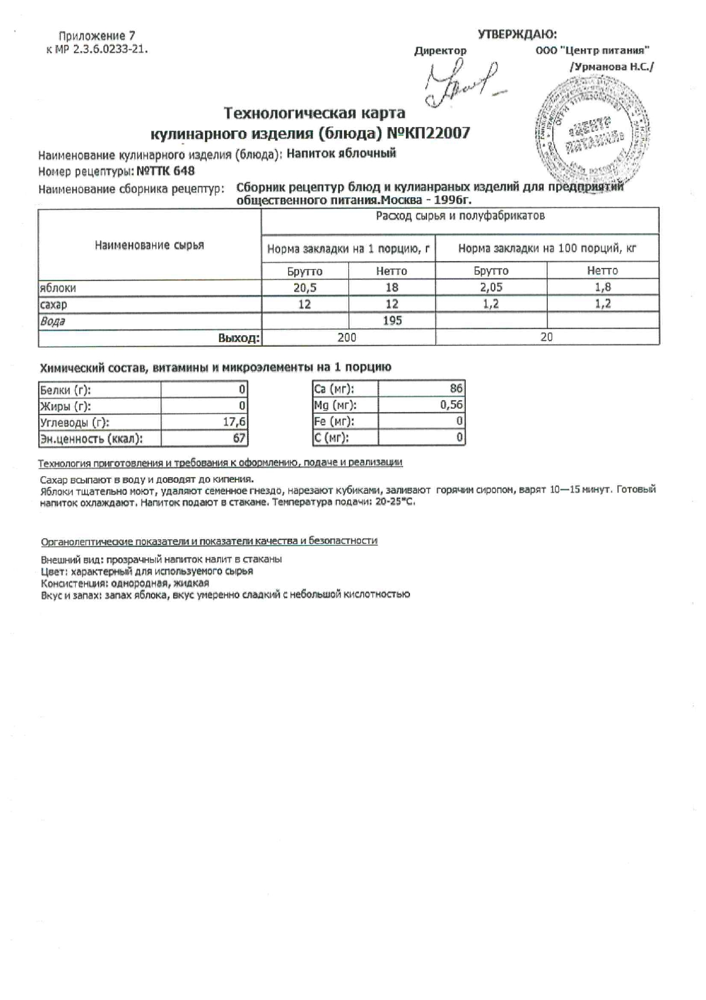 Приложение 7
к МР 2.3.6.0233-21.
УТВЕРЖДАЮ:
Директор ООО "Центр питания"
/Урманова Н.С./
«ЦЕНТР
ПИТАНИЯ»
Технологическая карта
кулинарного изделия (блюда) №КП22007
Наименование кулинарного изделия (блюда): Напиток яблочный
Номер рецептуры: №ТТК 648
Наименование сборника рецептур: Сборник рецептур блюд и кулианраных изделий для предприятий
общественного питания.Москва - 1996г.
Наименование сырья
Расход сырья и полуфабрикатов
Норма закладки на 1 порцию, г Норма закладки на 100 порций, кг
Брутто Нетто Брутто Нетто
яблоки 20,5 18 2,05 1,8
сахар 12 12 1,2 1,2
Вода 195
Выход: 200 20
Химический состав, витамины и микроэлементы на 1 порцию
Белки (г): 0 Ca (мг): 86
Жиры (г): 0 Mg (мг): 0,56
Углеводы (г): 17,6 Fe (мг): 0
Эн.ценность (ккал): 67 C (мг): 0
Технология приготовления и требования к оформлению, подаче и реализации
Сахар всыпают в воду и доводят до кипения.
Яблоки тщательно моют, удаляют семенное гнездо, нарезают кубиками, заливают горячим сиропом, варят 10—15 минут. Готовый
напиток охлаждают. Напиток подают в стакане. Температура подачи: 20-25°С.
Органолептические показатели и показатели качества и безопастности
Внешний вид: прозрачный напиток налит в стаканы
Цвет: характерный для используемого сырья
Консистенция: однородная, жидкая
Вкус и запах: запах яблока, вкус умеренно сладкий с небольшой кислотностью